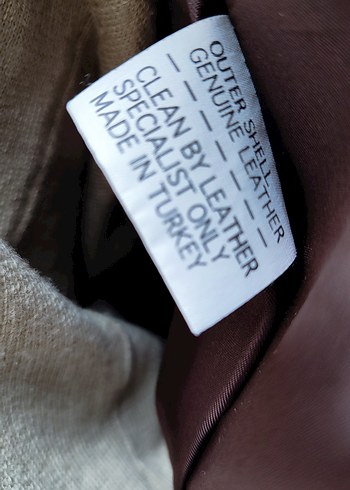 OUTER SHELL
GENUINE LEATHER
— — — — — —
CLEAN BY LEATHER
SPECIALIST ONLY
MADE IN TURKEY